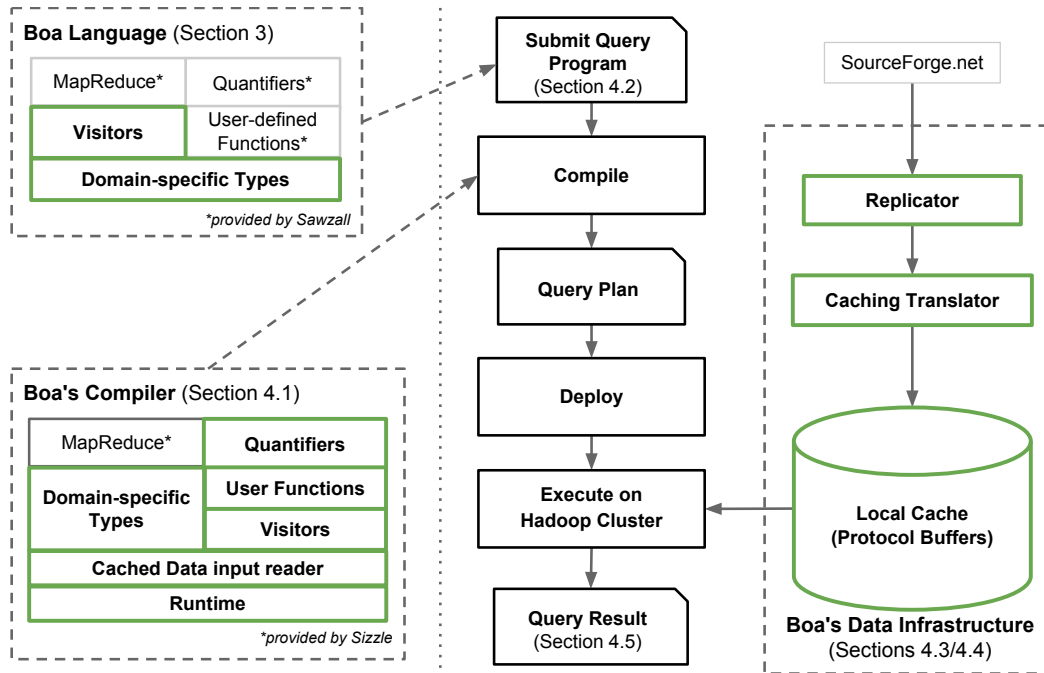 Boa Language (Section 3)
MapReduce*
Quantifiers*
Visitors
User-defined
Functions*
Domain-specific Types
*provided by Sawzall
Boa's Compiler (Section 4.1)
MapReduce*
Quantifiers
Domain-specific
Types
User Functions
Visitors
Cached Data input reader
Runtime
*provided by Sizzle
Submit Query
Program
(Section 4.2)
Compile
Query Plan
Deploy
Execute on
Hadoop Cluster
Query Result
(Section 4.5)
SourceForge.net
Replicator
Caching Translator
Local Cache
(Protocol Buffers)
Boa's Data Infrastructure
(Sections 4.3/4.4)